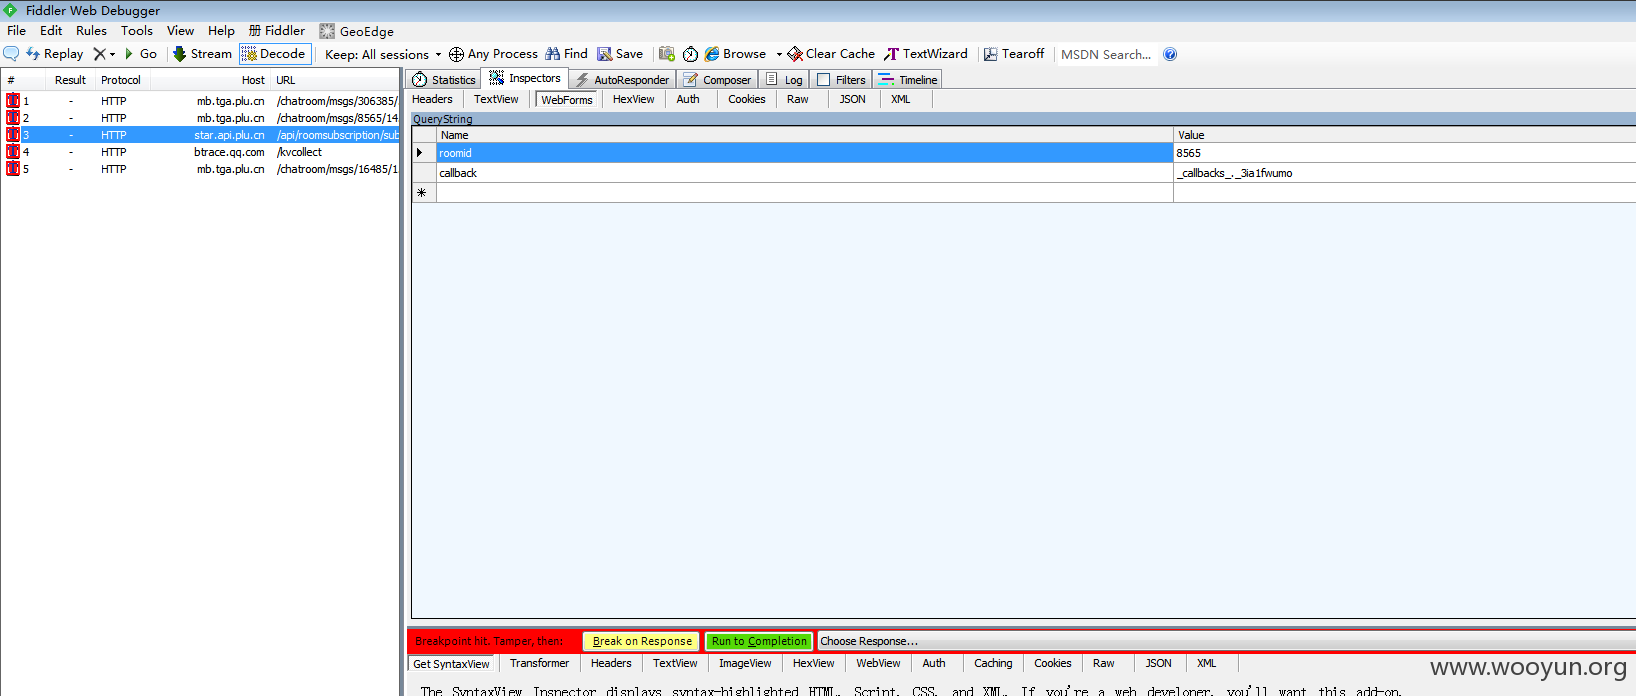 Fiddler Web Debugger
File Edit Rules Tools View Help Fiddler GeoEdge
Replay Go Stream Decode Keep: All sessions Any Process Find Save Browse Clear Cache TextWizard Tearoff MSDN Search...
# Result Protocol Host URL
1 - HTTP mb.tga.plu.cn /chatroom/msgs/306385/
2 - HTTP mb.tga.plu.cn /chatroom/msgs/8565/14
3 - HTTP star.api.plu.cn /api/roomsubscription/sub
4 - HTTP btrace.qq.com /kvcollect
5 - HTTP mb.tga.plu.cn /chatroom/msgs/16485/1
Statistics Inspectors AutoResponder Composer Log Filters Timeline
Headers TextView WebForms HexView Auth Cookies Raw JSON XML
QueryString
Name Value
roomid 8565
callback _callbacks_._3ia1fwumo
Breakpoint hit. Tamper, then: Break on Response Run to Completion Choose Response...
Get SyntaxView Transformer Headers TextView ImageView HexView WebView Auth Caching Cookies Raw JSON XML
The SyntaxView Inspector displays syntax-highlighted HTML, Script, CSS, and XML. If you're a web developer, you'll want this add-on.
www.wooyun.org